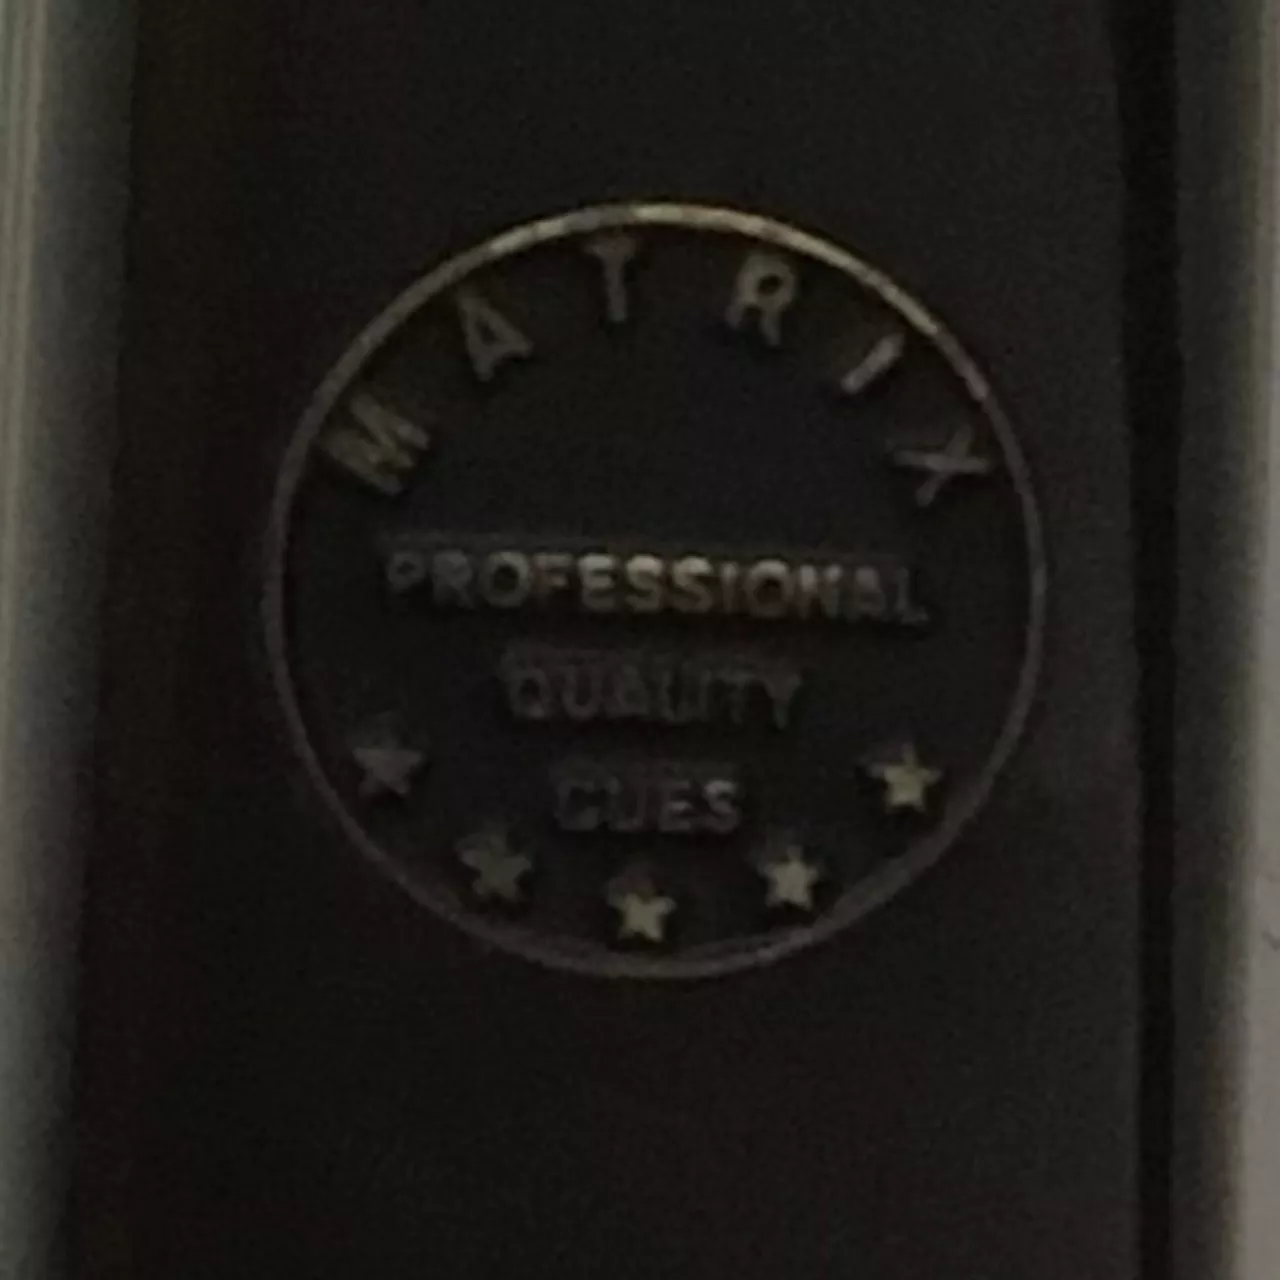 MATRIX
PROFESSIONAL
QUALITY
CUES